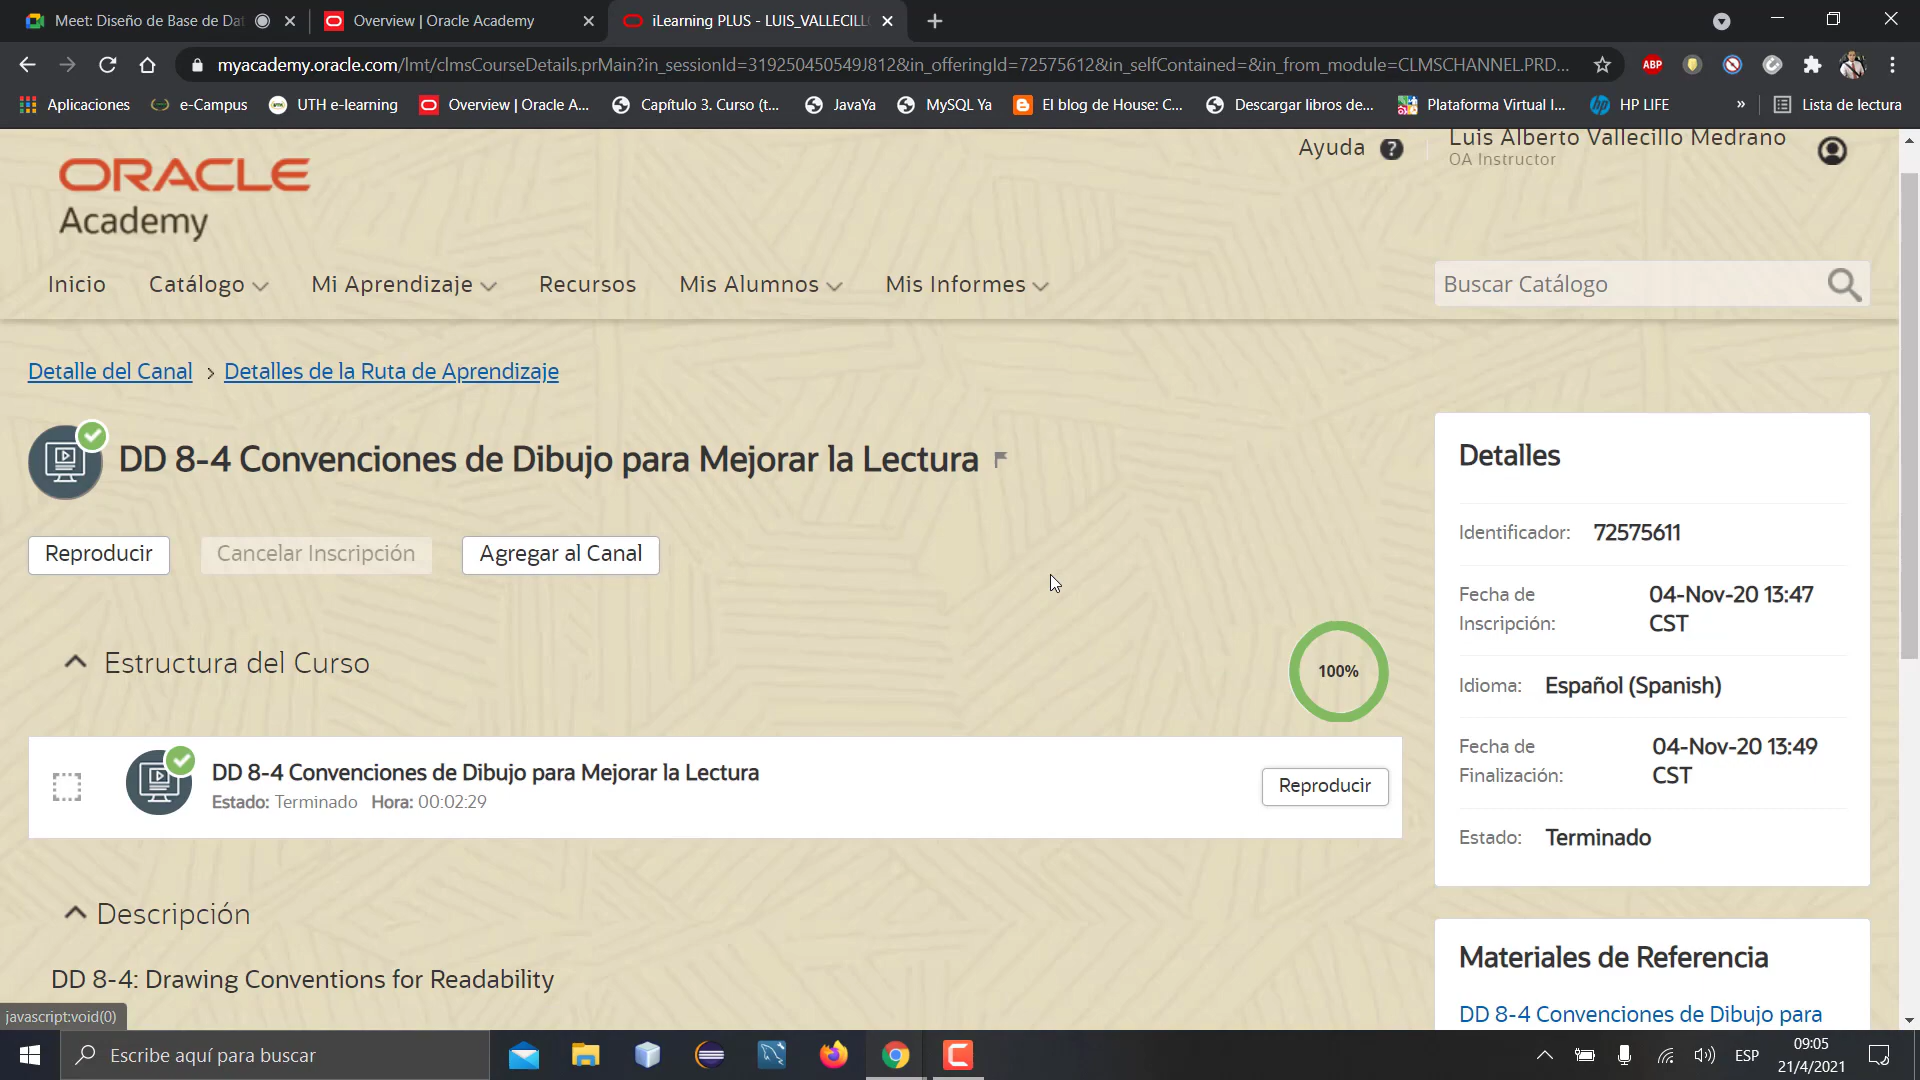 Meet: Diseño de Base de Dat
Overview | Oracle Academy
iLearning PLUS - LUIS_VALLECILLO
myacademy.oracle.com/lmt/clmsCourseDetails.prMain?in_sessionId=319250450549J812&in_offeringId=72575612&in_selfContained=&in_from_module=CLMSCHANNEL.PRD...
ABP
Aplicaciones
e-Campus
UTH e-learning
Overview | Oracle A...
Capítulo 3. Curso (t...
JavaYa
MySQL Ya
El blog de House: C...
Descargar libros de...
Plataforma Virtual I...
HP LIFE
»
Lista de lectura
ORACLE
Academy
Ayuda ?
Luis Alberto Vallecillo Medrano
OA Instructor
Inicio
Catálogo
Mi Aprendizaje
Recursos
Mis Alumnos
Mis Informes
Buscar Catálogo
Detalle del Canal > Detalles de la Ruta de Aprendizaje
DD 8-4 Convenciones de Dibujo para Mejorar la Lectura
Reproducir
Cancelar Inscripción
Agregar al Canal
Estructura del Curso
100%
DD 8-4 Convenciones de Dibujo para Mejorar la Lectura
Estado: Terminado Hora: 00:02:29
Reproducir
Descripción
DD 8-4: Drawing Conventions for Readability
Detalles
Identificador: 72575611
Fecha de Inscripción: 04-Nov-20 13:47 CST
Idioma: Español (Spanish)
Fecha de Finalización: 04-Nov-20 13:49 CST
Estado: Terminado
Materiales de Referencia
DD 8-4 Convenciones de Dibujo para
javascript:void(0)
Escribe aquí para buscar
ESP
09:05
21/4/2021